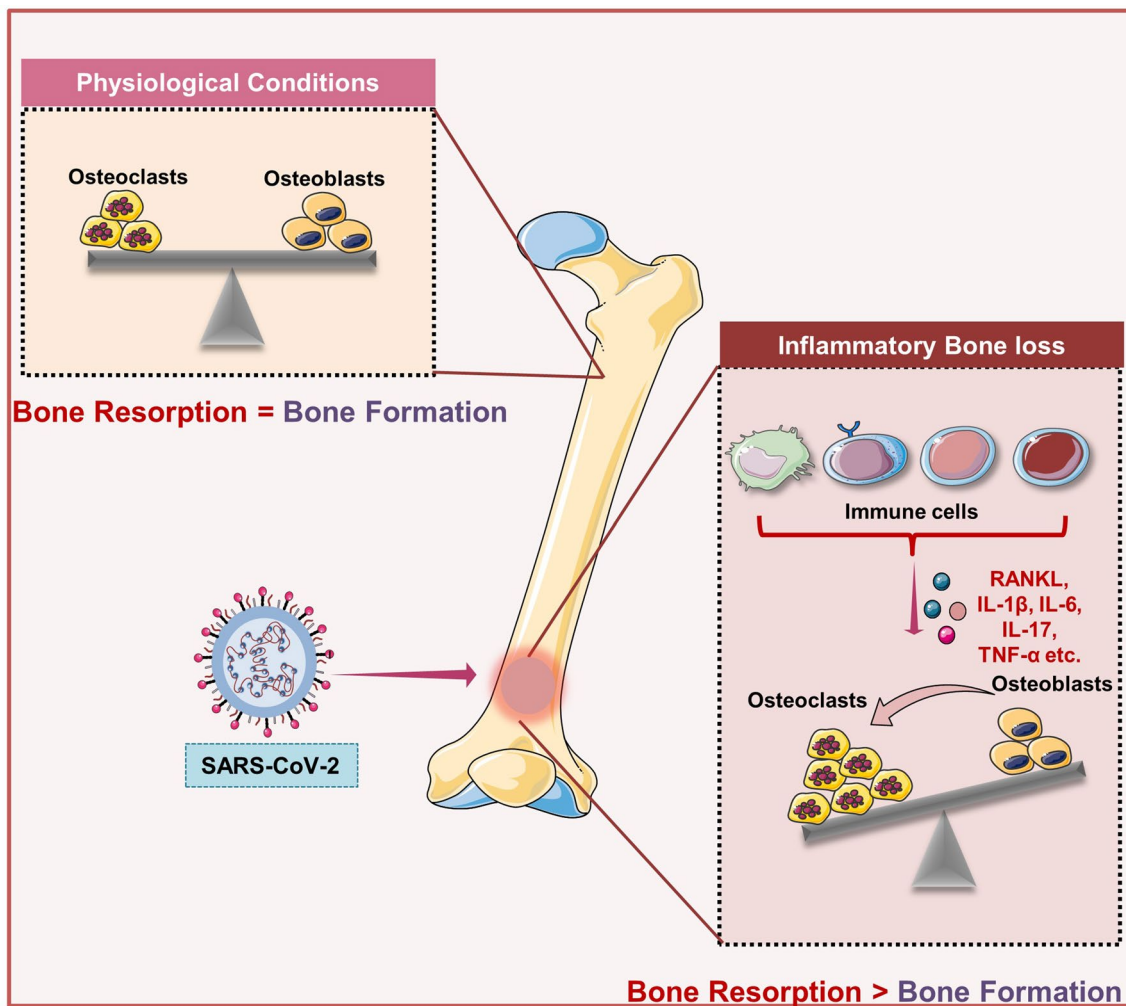 Physiological Conditions
Osteoclasts
Osteoblasts
Bone Resorption = Bone Formation
SARS-CoV-2
Inflammatory Bone loss
Immune cells
RANKL,
IL-1β, IL-6,
IL-17,
TNF-α etc.
Osteoclasts
Osteoblasts
Bone Resorption > Bone Formation